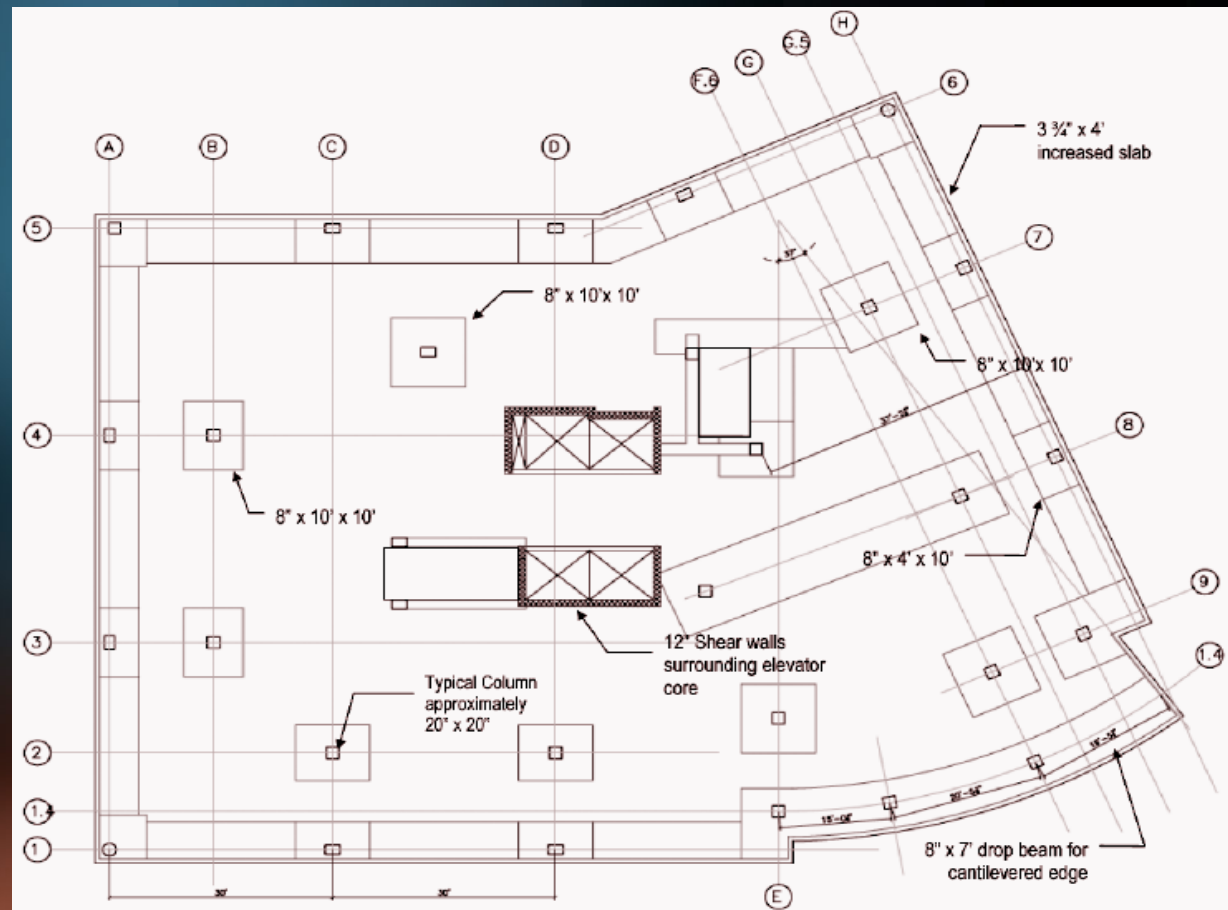 H
G.5
G
F.6
6
3 ¾" x 4'
increased slab
A
B
C
D
5
7
37°
8" x 10'x 10'
8" x 10'x 10'
4
8
8" x 10' x 10'
8" x 4' x 10'
9
3
12" Shear walls
surrounding elevator
core
1.4
Typical Column
approximately
20" x 20"
2
1.4
1
8" x 7' drop beam for
cantilevered edge
30'
30'
E